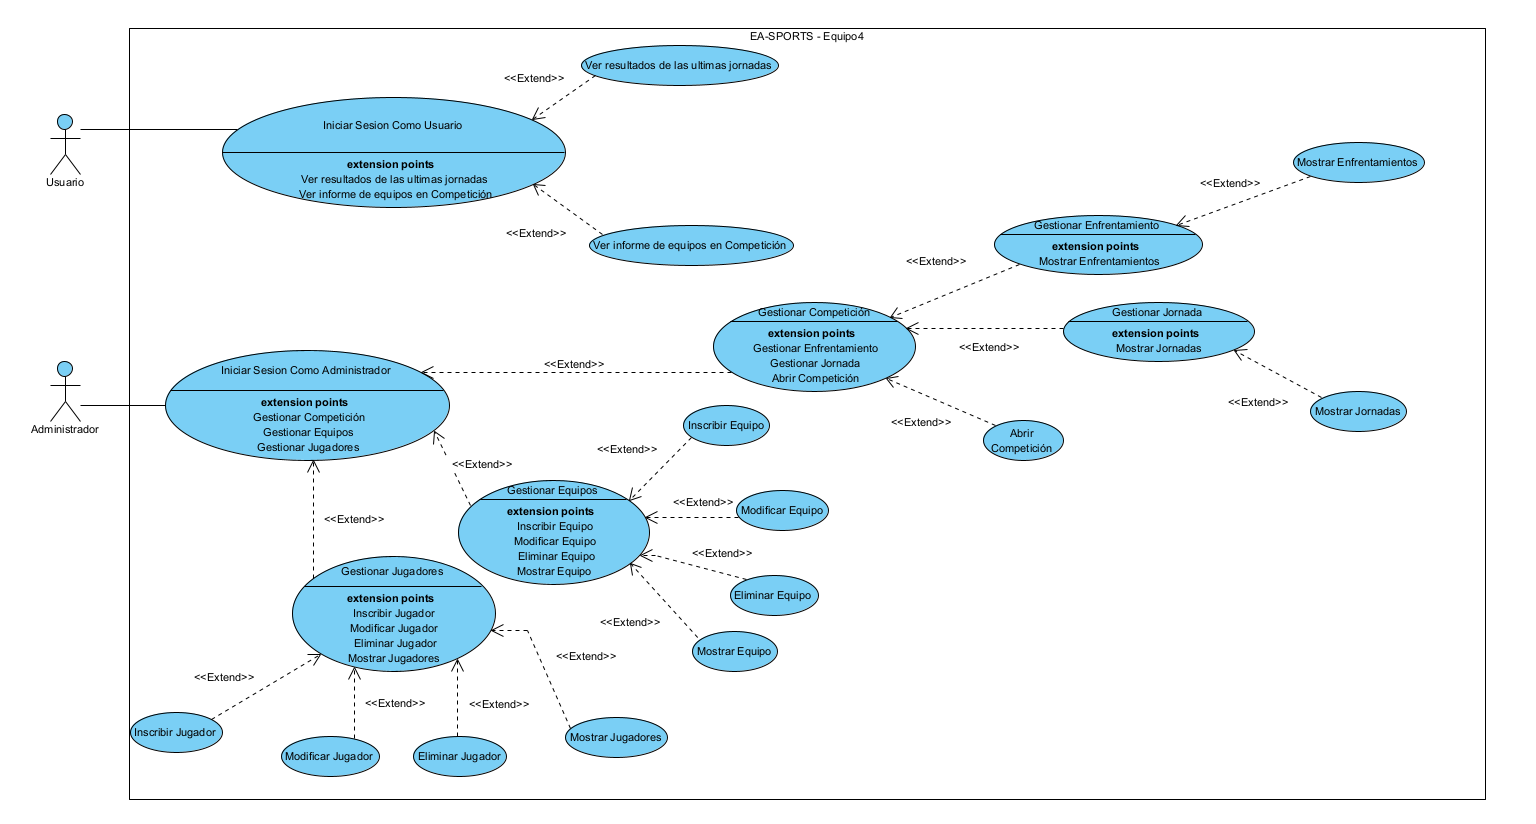 EA-SPORTS - Equipo4
Ver resultados de las ultimas jornadas
<<Extend>>
Usuario
Iniciar Sesion Como Usuario
extension points
Ver resultados de las ultimas jornadas
Ver informe de equipos en Competición
<<Extend>>
Ver informe de equipos en Competición
Mostrar Enfrentamientos
<<Extend>>
Gestionar Enfrentamiento
extension points
Mostrar Enfrentamientos
<<Extend>>
Gestionar Competición
extension points
Gestionar Enfrentamiento
Gestionar Jornada
Abrir Competición
Gestionar Jornada
extension points
Mostrar Jornadas
<<Extend>>
<<Extend>>
Mostrar Jornadas
<<Extend>>
Abrir
Competición
<<Extend>>
Administrador
Iniciar Sesion Como Administrador
extension points
Gestionar Competición
Gestionar Equipos
Gestionar Jugadores
<<Extend>>
Gestionar Equipos
extension points
Inscribir Equipo
Modificar Equipo
Eliminar Equipo
Mostrar Equipo
Inscribir Equipo
<<Extend>>
<<Extend>>
Modificar Equipo
<<Extend>>
Eliminar Equipo
<<Extend>>
Mostrar Equipo
<<Extend>>
Gestionar Jugadores
extension points
Inscribir Jugador
Modificar Jugador
Eliminar Jugador
Mostrar Jugadores
<<Extend>>
Inscribir Jugador
<<Extend>>
Modificar Jugador
<<Extend>>
Eliminar Jugador
<<Extend>>
Mostrar Jugadores